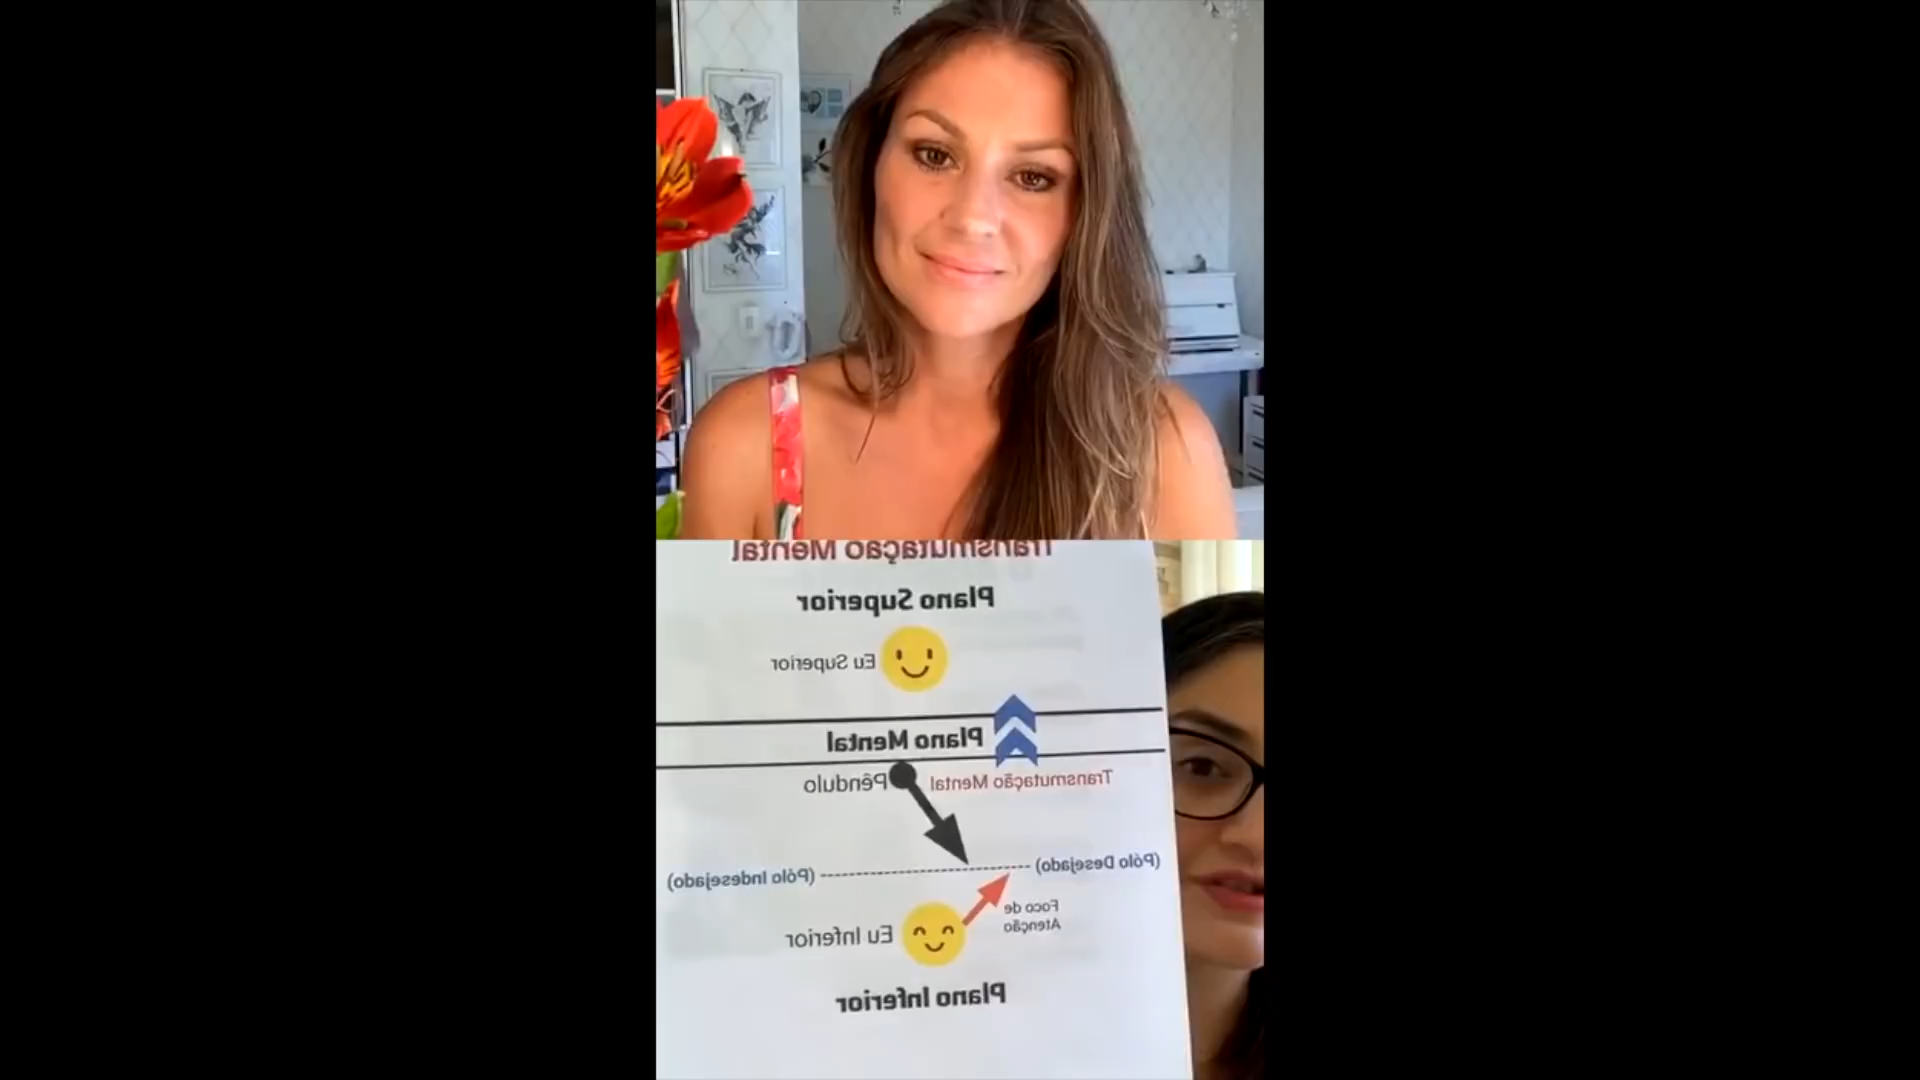 Transmutação Mental
Plano Superior
Eu Superior
Plano Mental
Pêndulo
Transmutação Mental
(Pólo Desejado)
(Pólo Indesejado)
Foco de
Atenção
Eu Inferior
Plano Inferior